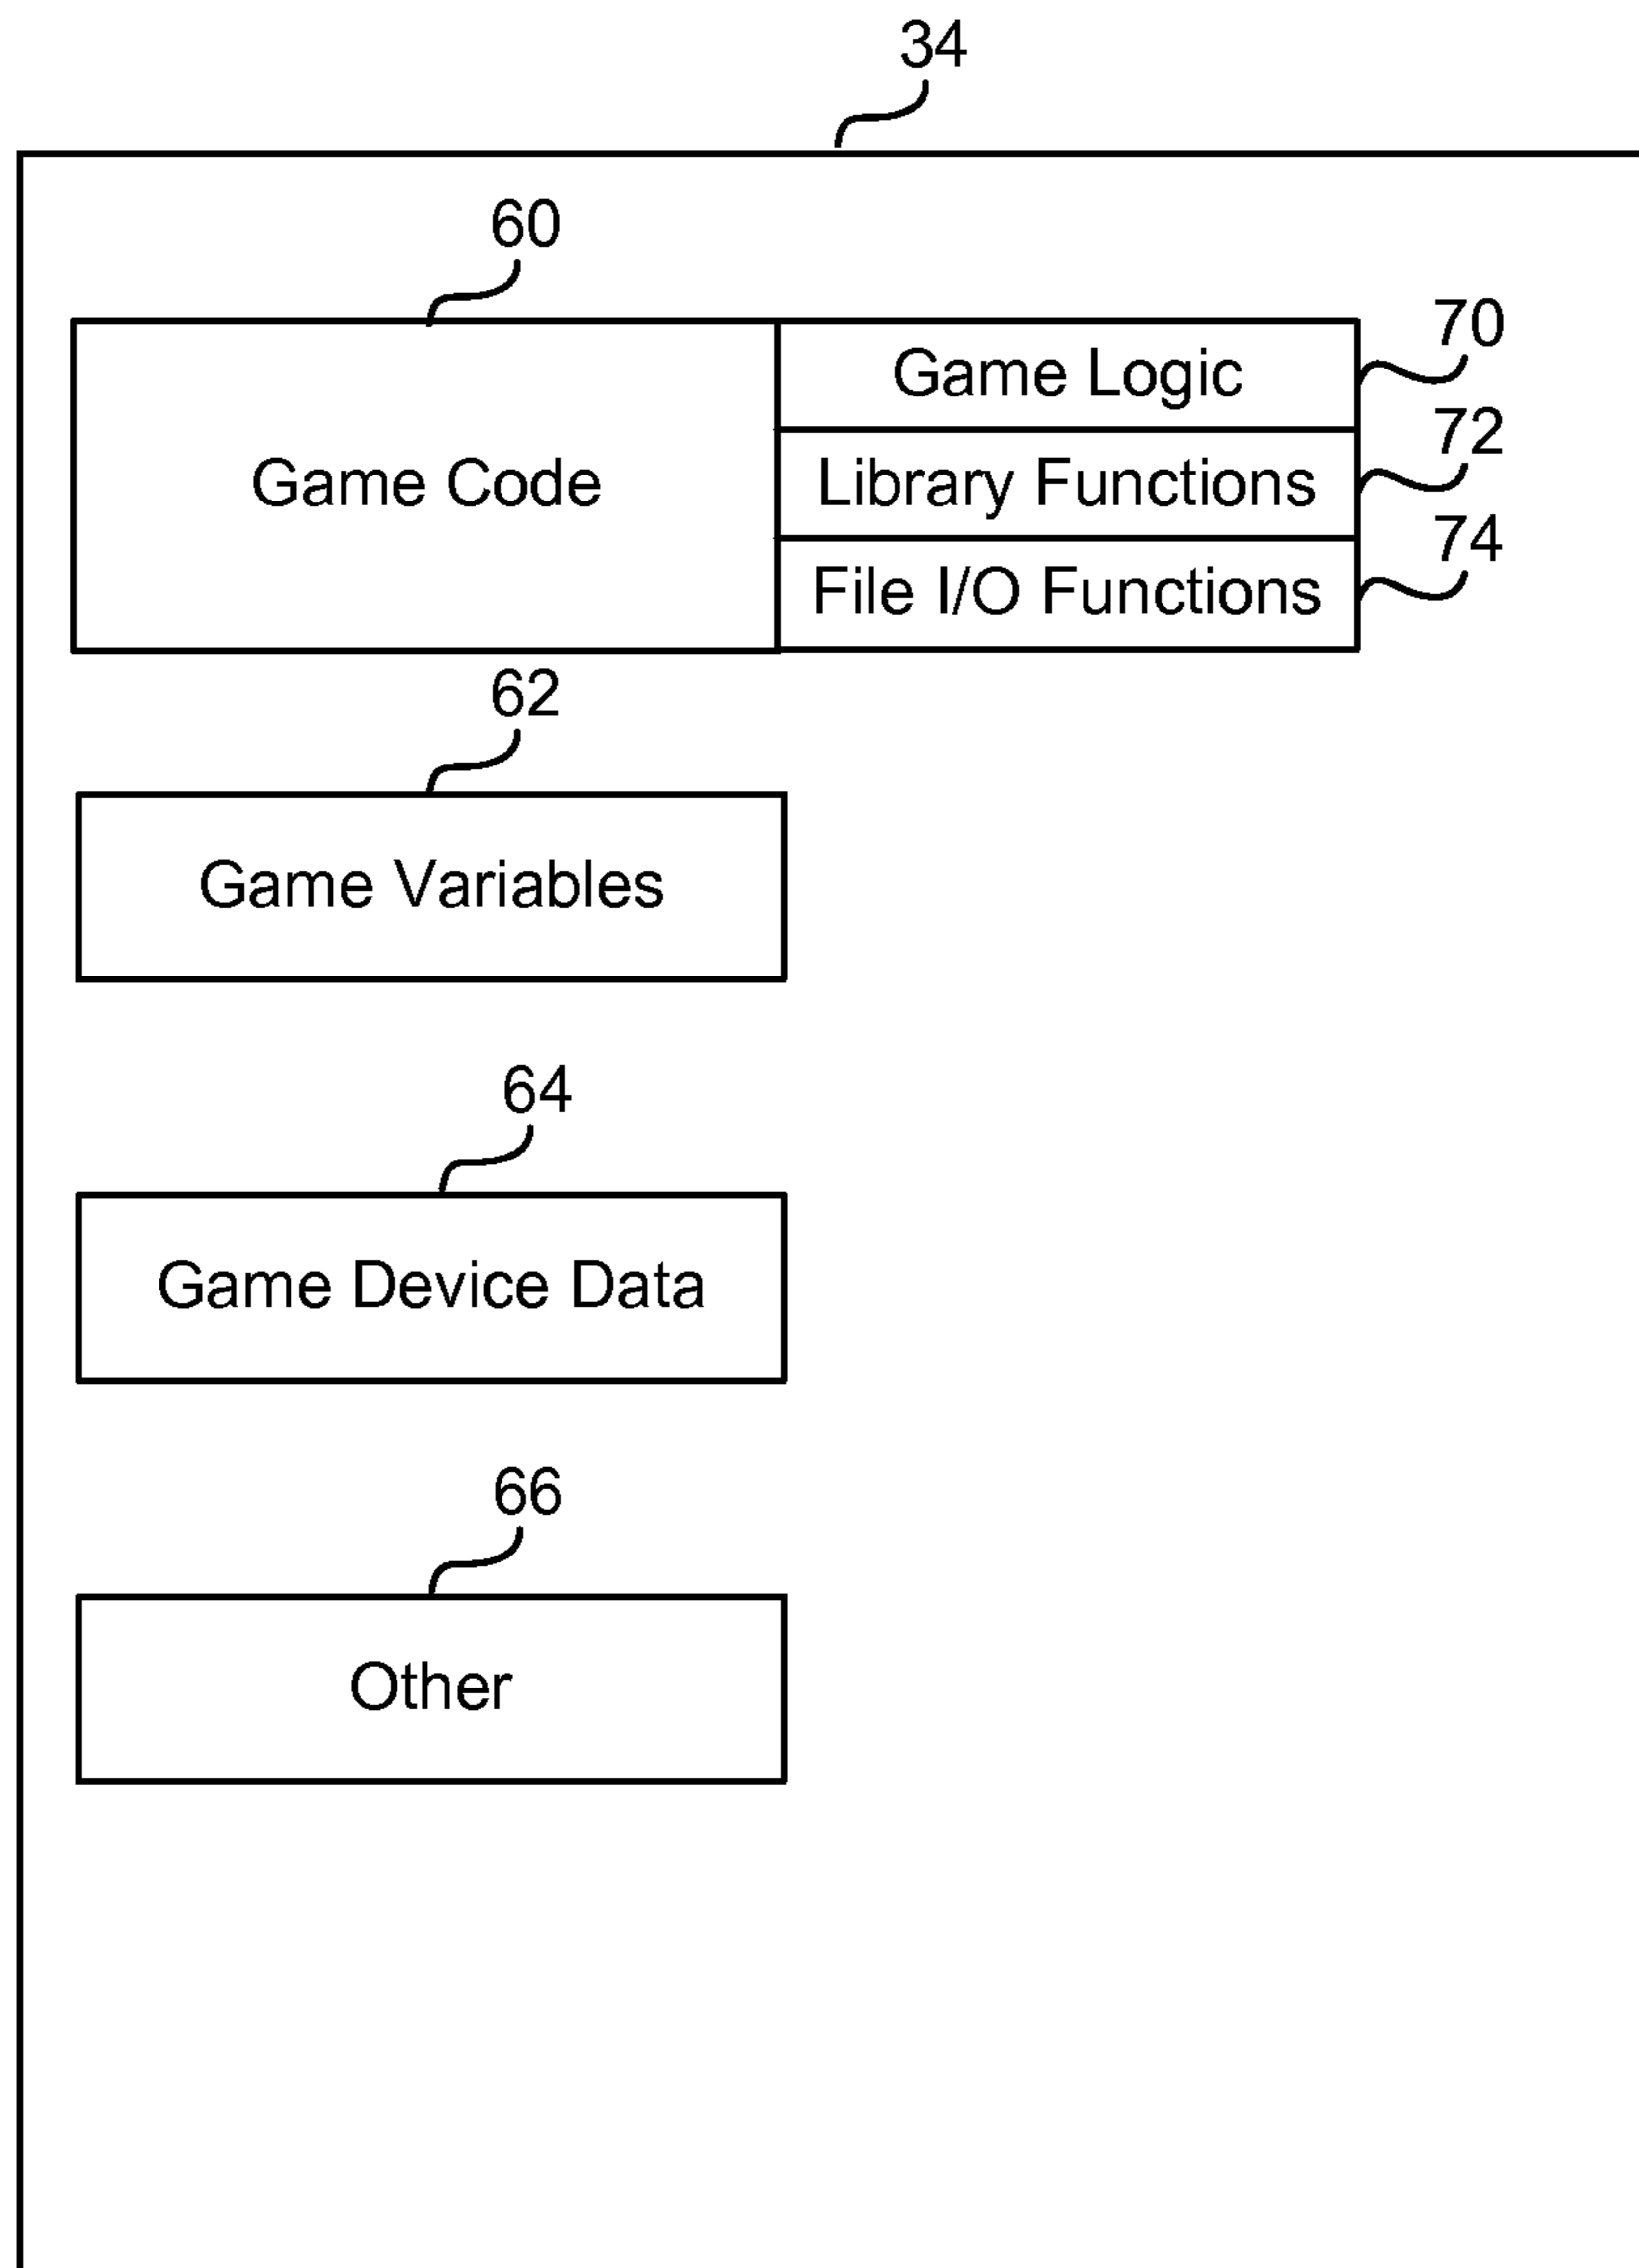 34
60
70
Game Logic
72
Game Code
Library Functions
74
File I/O Functions
62
Game Variables
64
Game Device Data
66
Other